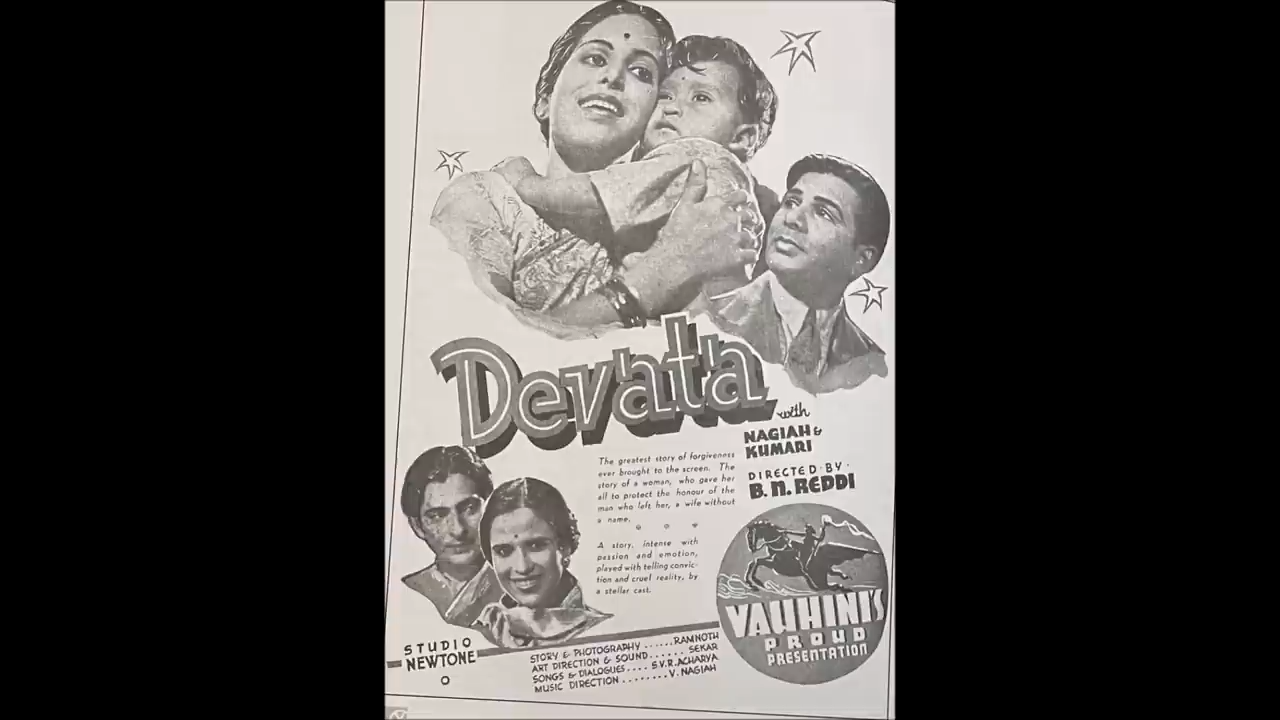 Devata
with
NAGIAH &
KUMARI
DIRECTED · BY ·
B. N. REDDI
The greatest story of forgiveness
ever brought to the screen. The
story of a woman, who gave her
all to protect the honour of the
man who left her, a wife without
a name.
A story, intense with
passion and emotion,
played with telling convic-
tion and cruel reality, by
a stellar cast.
VAUHINI'S
PROUD
PRESENTATION
STUDIO
NEWTONE
STORY & PHOTOGRAPHY ...... RAMNOTH
ART DIRECTION & SOUND ...... SEKAR
SONGS & DIALOGUES .... S.V.R. ACHARYA
MUSIC DIRECTION ........ V. NAGIAH